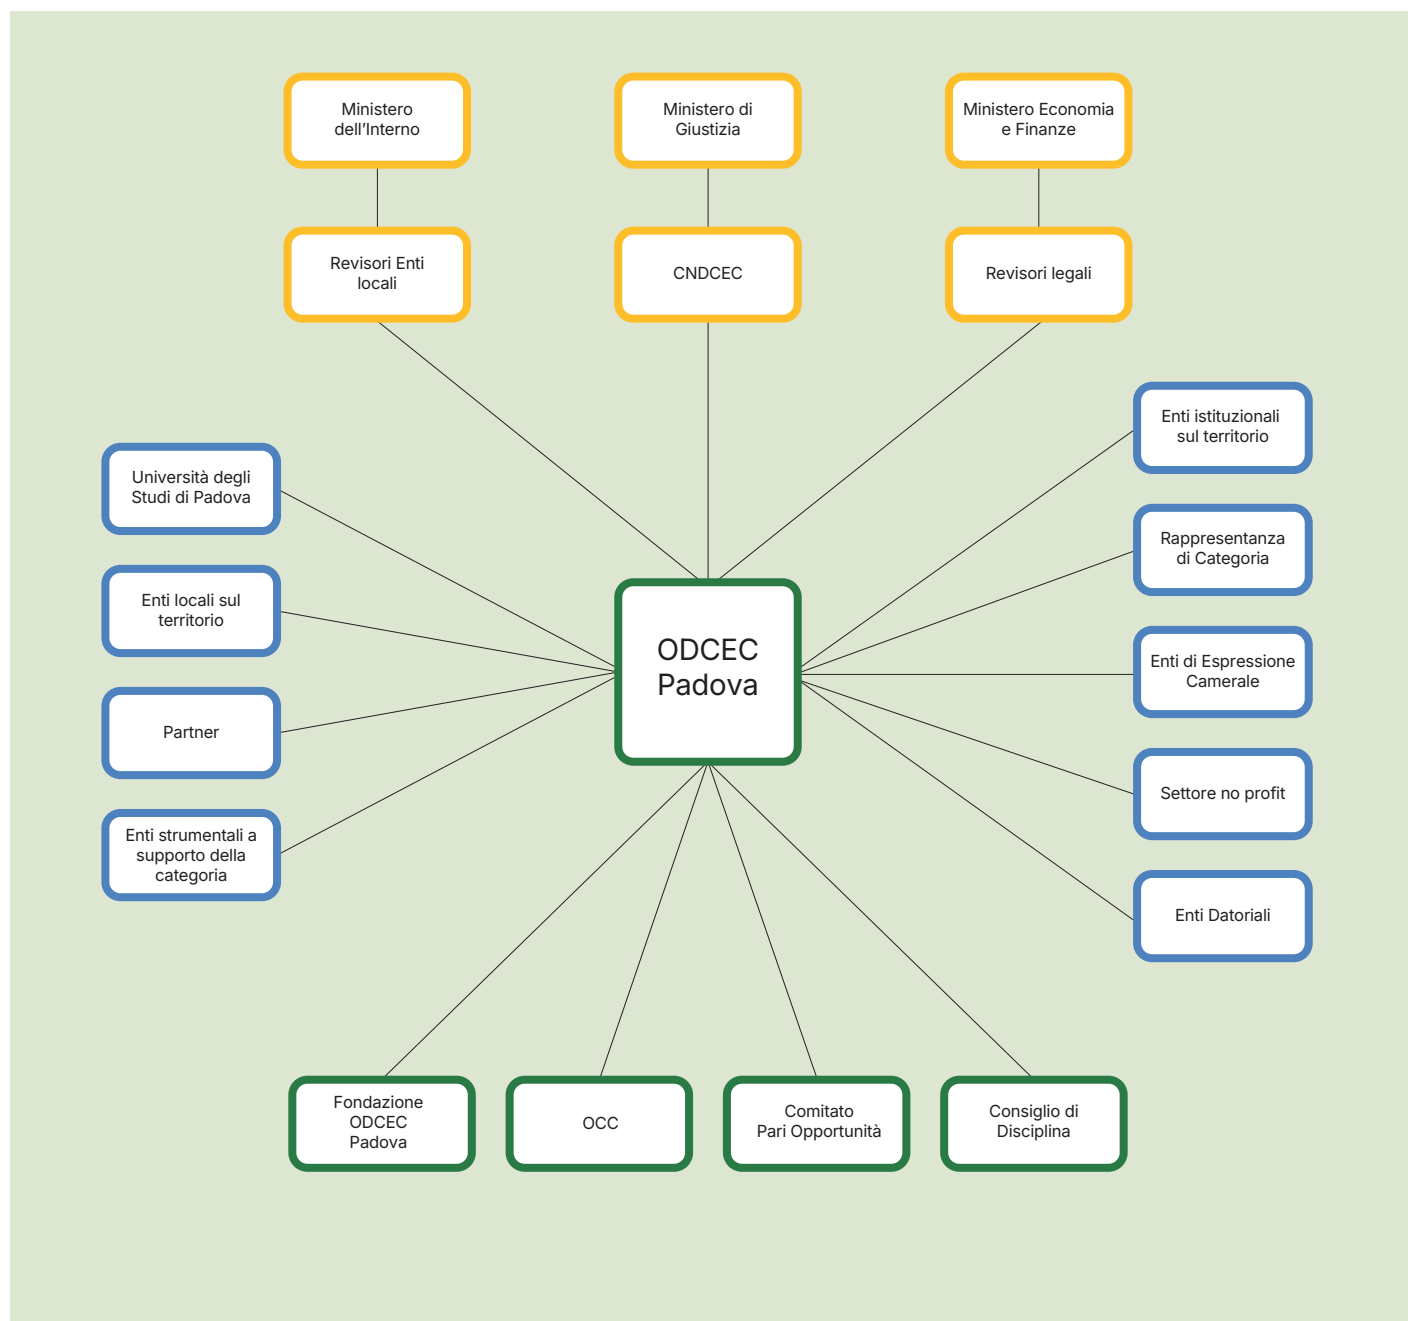 Ministero
dell’Interno
Ministero di
Giustizia
Ministero Economia
e Finanze
Revisori Enti
locali
CNDCEC
Revisori legali
Enti istituzionali
sul territorio
Università degli
Studi di Padova
Rappresentanza
di Categoria
Enti locali sul
territorio
ODCEC
Padova
Enti di Espressione
Camerale
Partner
Settore no profit
Enti strumentali a
supporto della
categoria
Enti Datoriali
Fondazione
ODCEC
Padova
OCC
Comitato
Pari Opportunità
Consiglio di
Disciplina